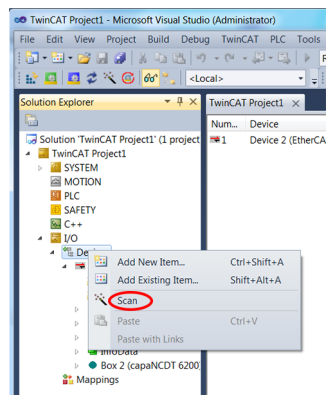 TwinCAT Project1 - Microsoft Visual Studio (Administrator)
File Edit View Project Build Debug TwinCAT PLC Tools
<Local>
Solution Explorer
TwinCAT Project1
Num... Device
1 Device 2 (EtherCA
Solution 'TwinCAT Project1' (1 project
TwinCAT Project1
SYSTEM
MOTION
PLC
SAFETY
C++
I/O
Add New Item... Ctrl+Shift+A
Add Existing Item... Shift+Alt+A
Scan
Paste Ctrl+V
Paste with Links
InfoData
Box 2 (capaNCDT 6200)
Mappings